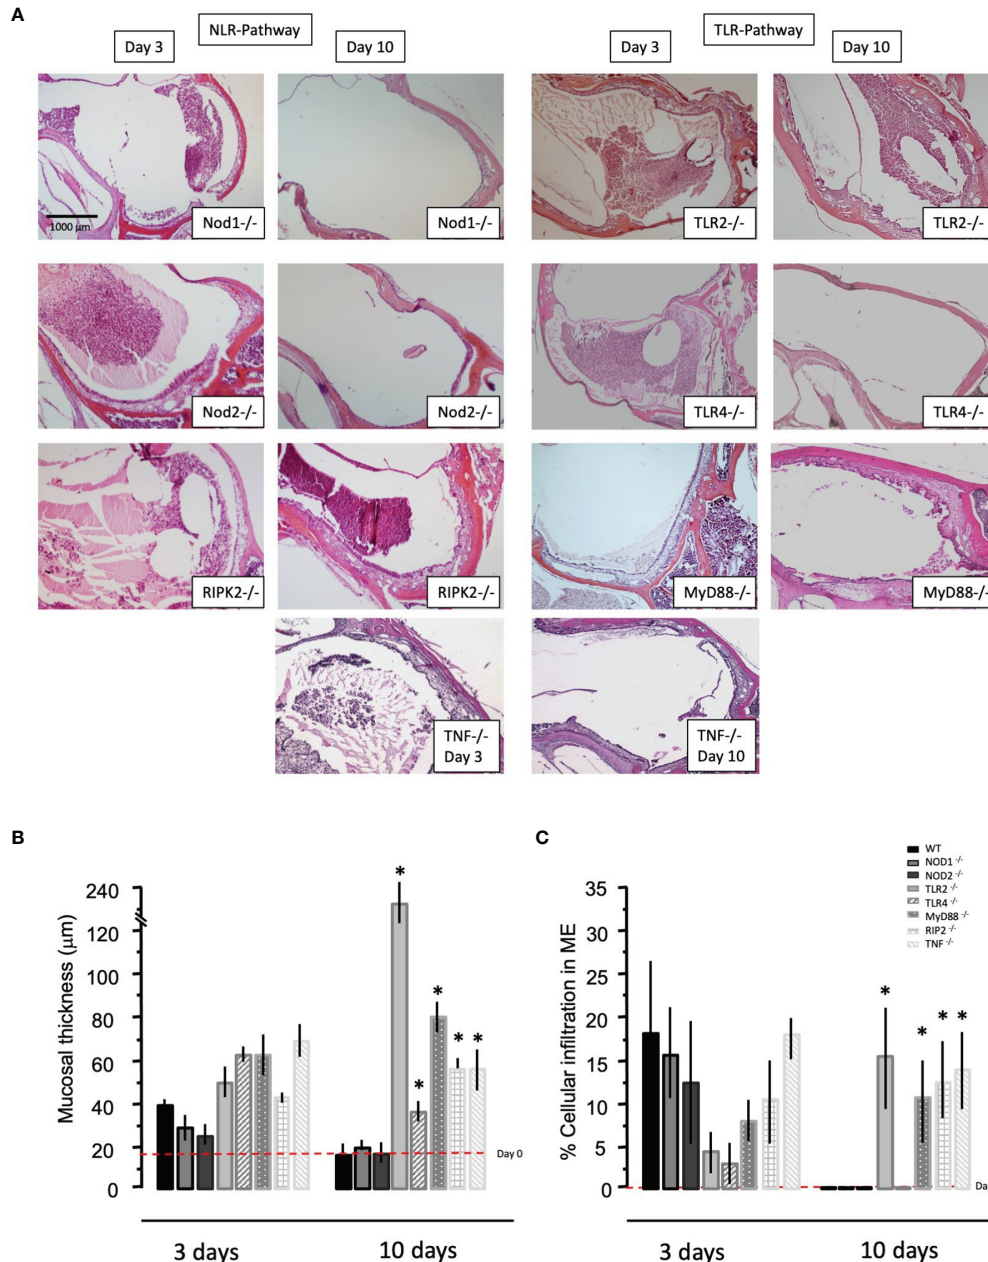 A
NLR-Pathway
TLR-Pathway
Day 3
Day 10
Day 3
Day 10
1000 μm
Nod1-/-
Nod1-/-
TLR2-/-
TLR2-/-
Nod2-/-
Nod2-/-
TLR4-/-
TLR4-/-
RIPK2-/-
RIPK2-/-
MyD88-/-
MyD88-/-
TNF-/-
Day 3
TNF-/-
Day 10
B
Mucosal thickness (μm)
240
120
100
80
60
40
20
0
*
*
*
*
*
Day 0
3 days
10 days
C
WT
NOD1 -/-
NOD2 -/-
TLR2 -/-
TLR4 -/-
MyD88 -/-
RIP2 -/-
TNF -/-
% Cellular infiltration in ME
35
30
25
20
15
10
5
0
*
*
*
*
Da
3 days
10 days